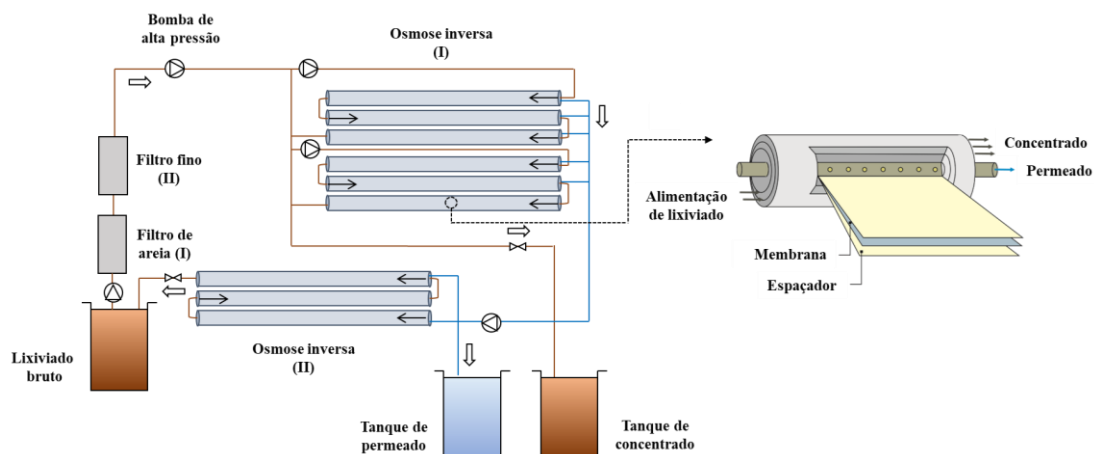 Bomba de
alta pressão
Osmose inversa
(I)
Filtro fino
(II)
Filtro de
areia (I)
Lixiviado
bruto
Osmose inversa
(II)
Tanque de
permeado
Tanque de
concentrado
Concentrado
Permeado
Alimentação
de lixiviado
Membrana
Espaçador